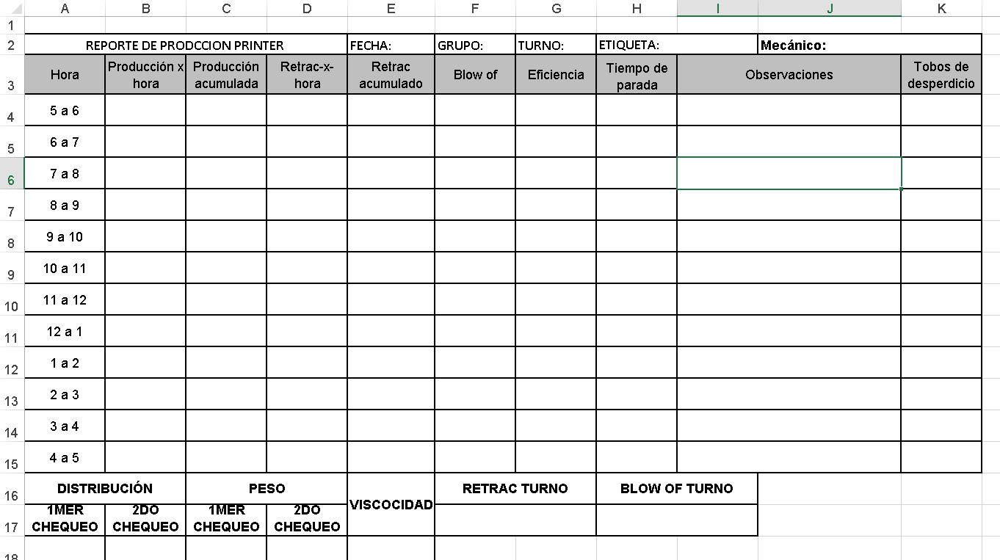 A B C D E F G H I J K
1
2 REPORTE DE PRODCCION PRINTER FECHA: GRUPO: TURNO: ETIQUETA: Mecánico:
3 Hora Producción x hora Producción acumulada Retrac-x-hora Retrac acumulado Blow of Eficiencia Tiempo de parada Observaciones Tobos de desperdicio
4 5 a 6
5 6 a 7
6 7 a 8
7 8 a 9
8 9 a 10
9 10 a 11
10 11 a 12
11 12 a 1
12 1 a 2
13 2 a 3
14 3 a 4
15 4 a 5
16 DISTRIBUCIÓN PESO VISCOCIDAD RETRAC TURNO BLOW OF TURNO
17 1MER CHEQUEO 2DO CHEQUEO 1MER CHEQUEO 2DO CHEQUEO
18